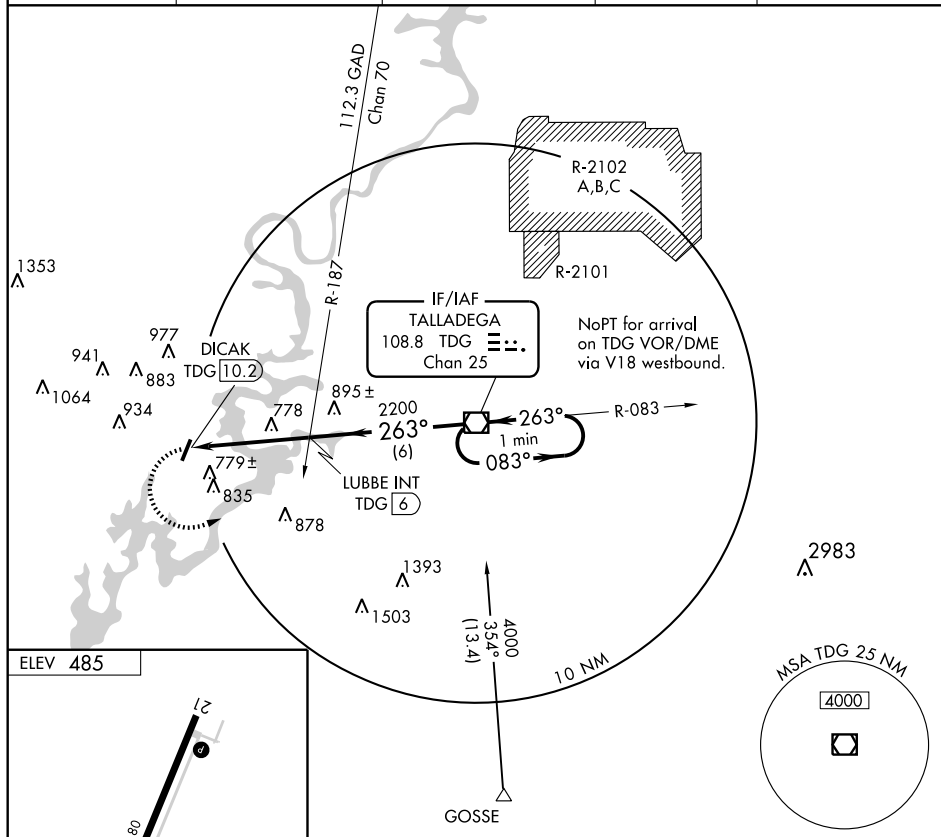 112.3 GAD
Chan 70
R-2102
A,B,C
R-2101
1353
R-187
IF/IAF
TALLADEGA
108.8 TDG
Chan 25
NoPT for arrival
on TDG VOR/DME
via V18 westbound.
977
DICAK
TDG 10.2
941
883
1064
934
778
895 ±
2200
263°
(6)
263°
R-083
1 min
083°
LUBBE INT
TDG 6
779±
835
878
1393
1503
2983
4000
354°
(13.4)
10 NM
GOSSE
MSA TDG 25 NM
4000
ELEV 485
21
P
80